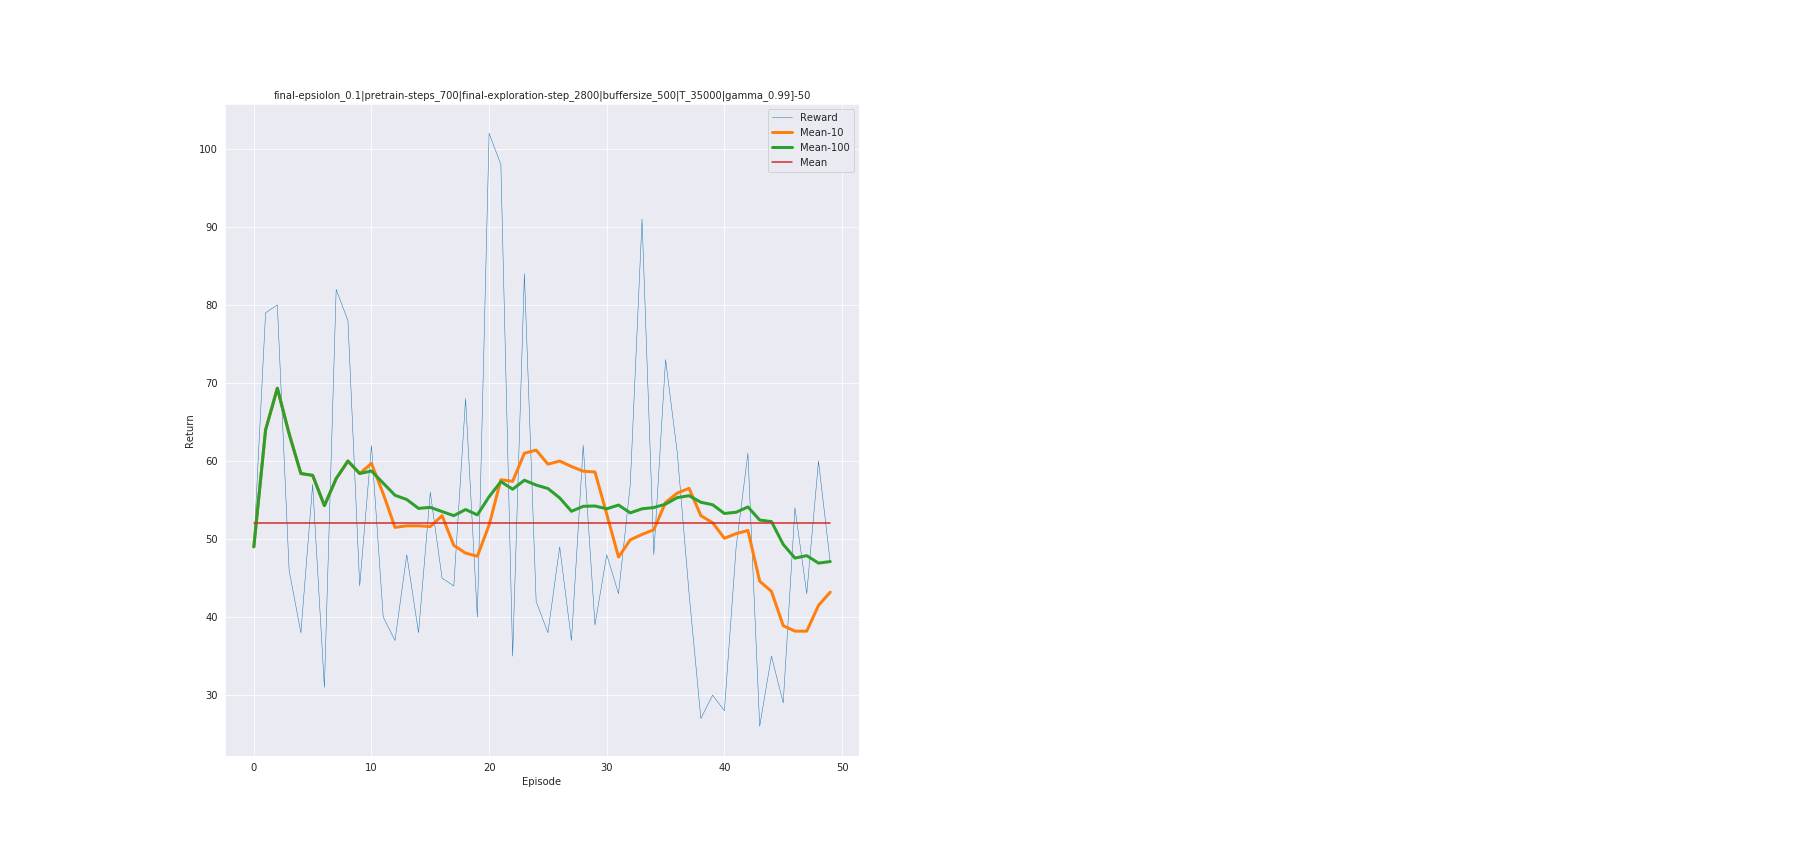 final-epsiolon_0.1|pretrain-steps_700|final-exploration-step_2800|buffersize_500|T_35000|gamma_0.99]-50
Reward
Mean-10
Mean-100
Mean
100
90
80
70
60
50
40
30
Return
0 10 20 30 40 50
Episode